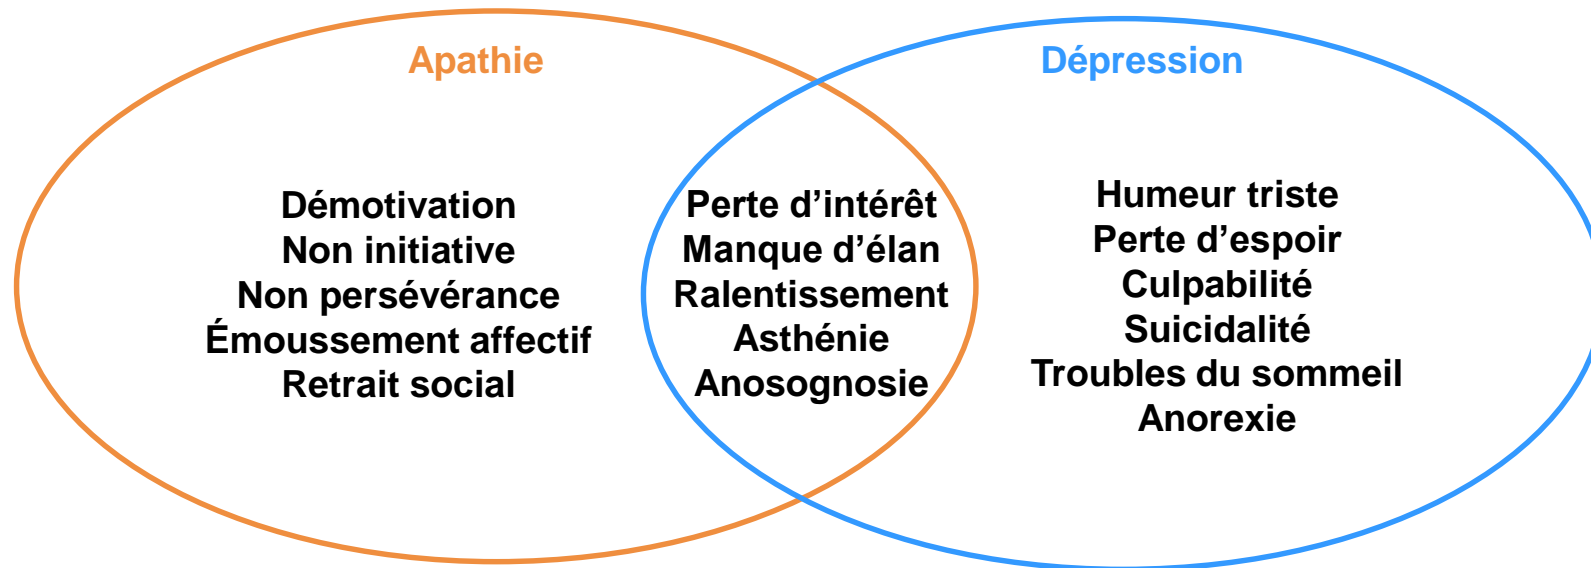 Apathie
Démotivation
Non initiative
Non persévérance
Émoussement affectif
Retrait social
Perte d’intérêt
Manque d’élan
Ralentissement
Asthénie
Anosognosie
Dépression
Humeur triste
Perte d’espoir
Culpabilité
Suicidalité
Troubles du sommeil
Anorexie